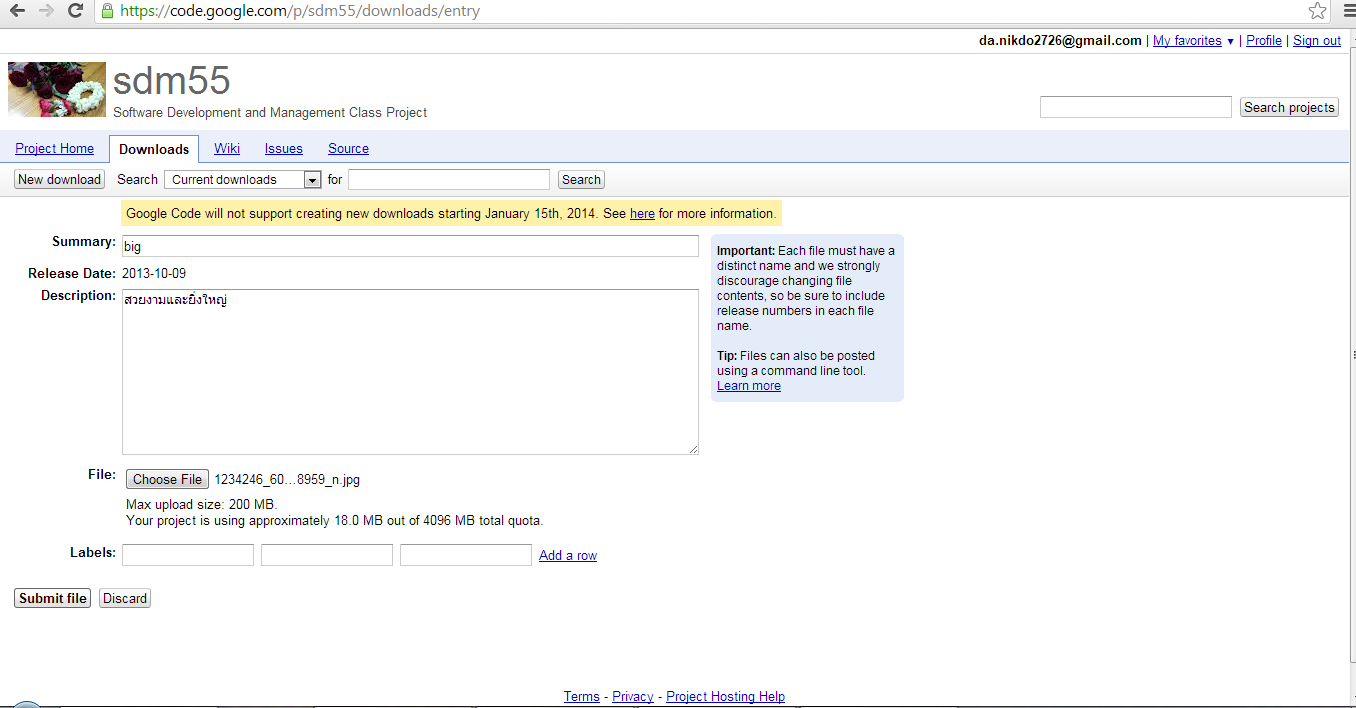 https://code.google.com/p/sdm55/downloads/entry
da.nikdo2726@gmail.com | My favorites ▼ | Profile | Sign out
sdm55
Software Development and Management Class Project
Search projects
Project Home Downloads Wiki Issues Source
New download Search Current downloads for Search
Google Code will not support creating new downloads starting January 15th, 2014. See here for more information.
Summary: big
Release Date: 2013-10-09
Description: สวยงามและยิ่งใหญ่
Important: Each file must have a
distinct name and we strongly
discourage changing file
contents, so be sure to include
release numbers in each file
name.
Tip: Files can also be posted
using a command line tool.
Learn more
File: Choose File 1234246_60...8959_n.jpg
Max upload size: 200 MB.
Your project is using approximately 18.0 MB out of 4096 MB total quota.
Labels: Add a row
Submit file Discard
Terms - Privacy - Project Hosting Help